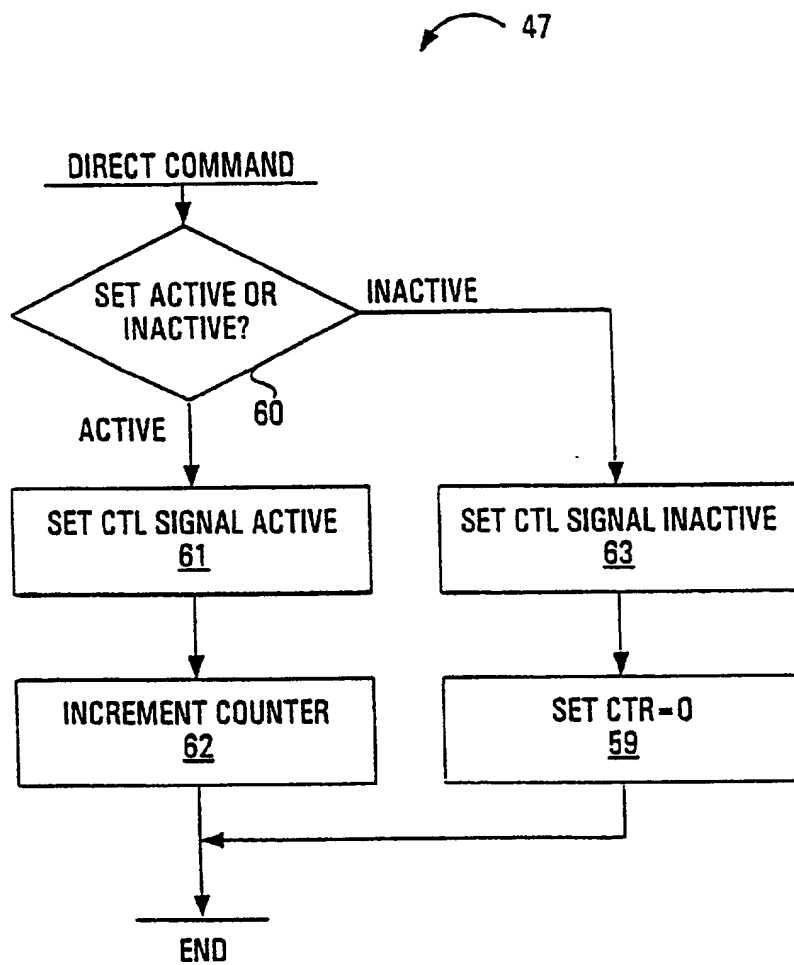 47
DIRECT COMMAND
SET ACTIVE OR
INACTIVE?
INACTIVE
60
ACTIVE
SET CTL SIGNAL ACTIVE
61
SET CTL SIGNAL INACTIVE
63
INCREMENT COUNTER
62
SET CTR=0
59
END